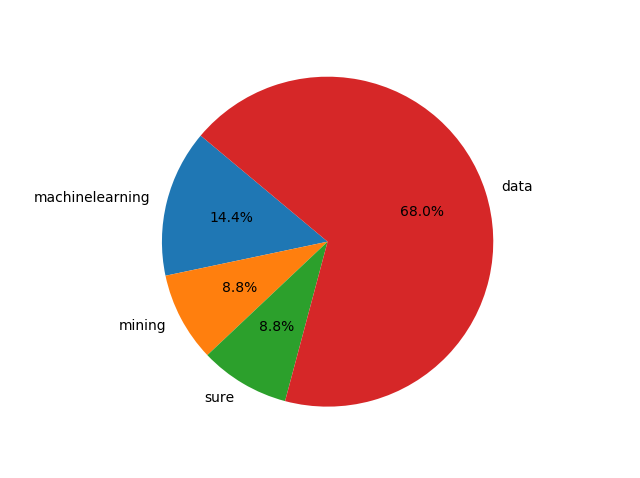 machinelearning
14.4%
mining
8.8%
sure
8.8%
data
68.0%